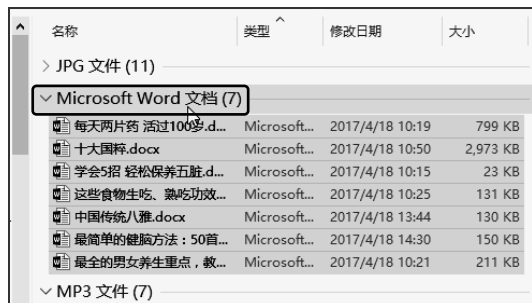 名称 类型 修改日期 大小
JPG 文件 (11)
Microsoft Word 文档 (7)
每天两片药 活过100岁.d... Microsoft... 2017/4/18 10:19 799 KB
十大国粹.docx Microsoft... 2017/4/18 10:50 2,973 KB
学会5招 轻松保养五脏.d... Microsoft... 2017/4/18 10:15 23 KB
这些食物生吃、熟吃功效... Microsoft... 2017/4/18 10:25 131 KB
中国传统八雅.docx Microsoft... 2017/4/18 13:44 130 KB
最简单的健脑方法：50首... Microsoft... 2017/4/18 14:30 150 KB
最全的男女养生重点，教... Microsoft... 2017/4/18 10:21 211 KB
MP3 文件 (7)